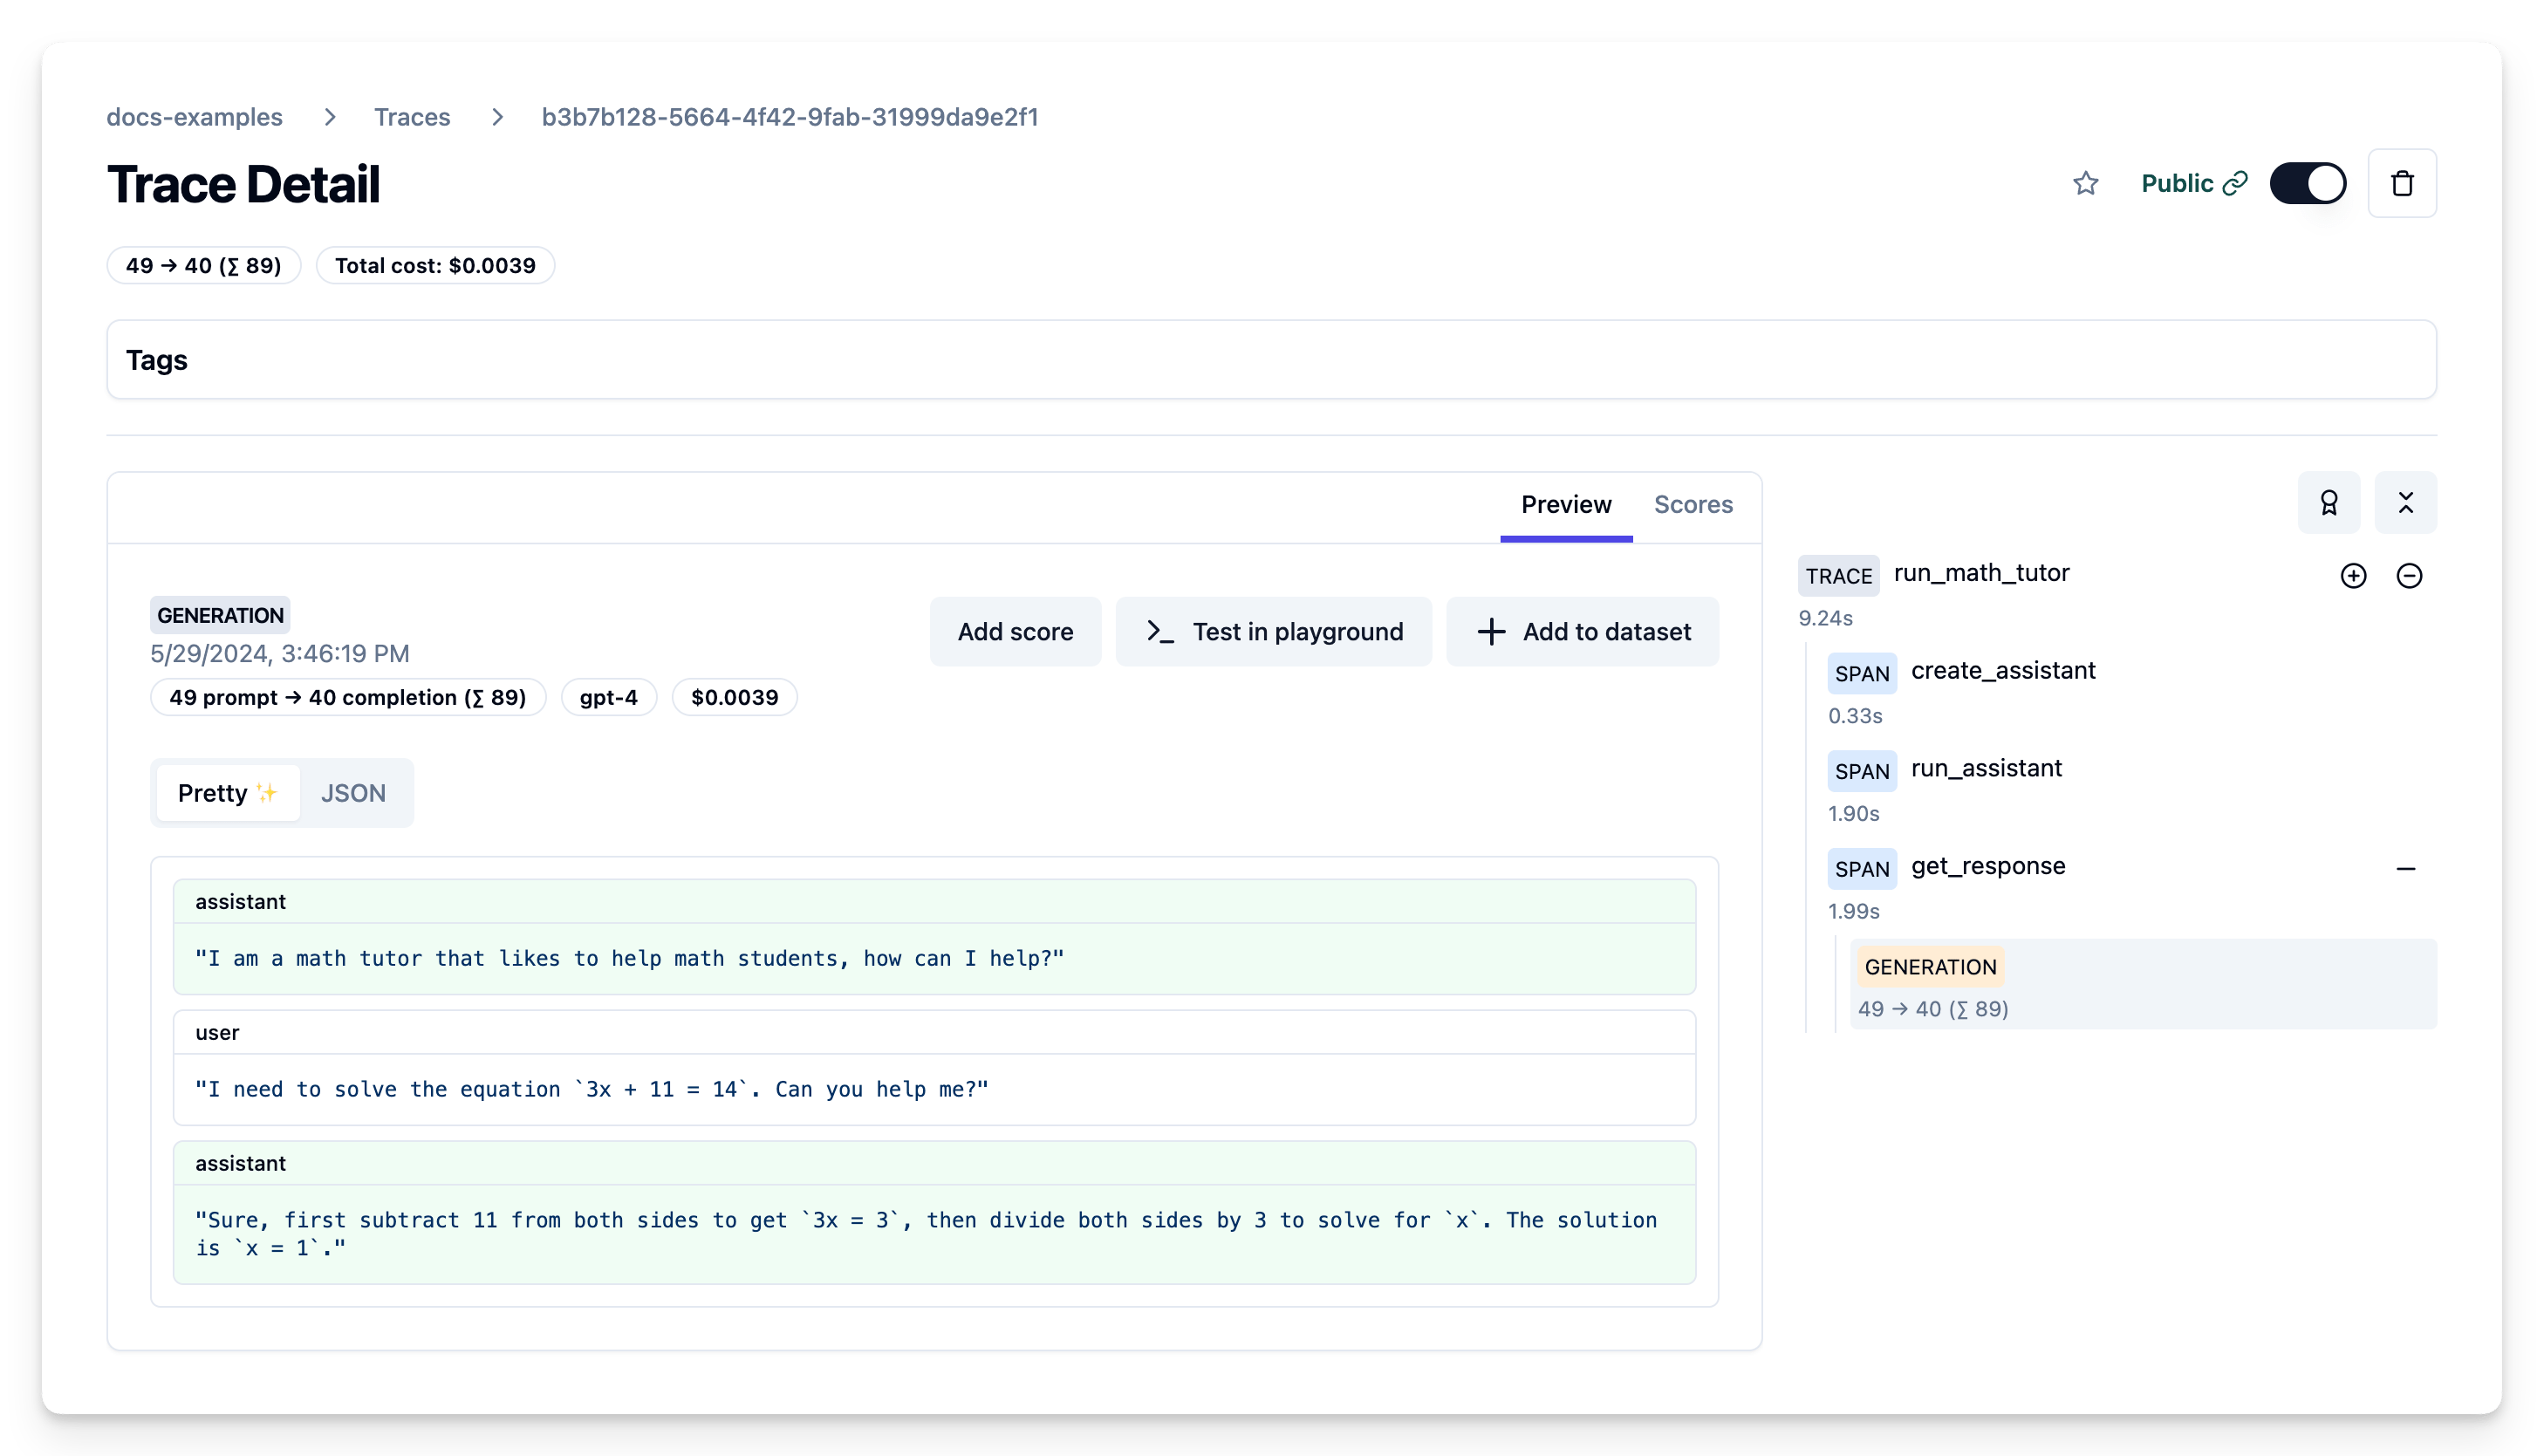 docs-examples > Traces > b3b7b128-5664-4f42-9fab-31999da9e2f1
Trace Detail
Public
49 → 40 (∑ 89)
Total cost: $0.0039
Tags
Preview
Scores
GENERATION
5/29/2024, 3:46:19 PM
49 prompt → 40 completion (∑ 89)
gpt-4
$0.0039
Add score
Test in playground
Add to dataset
Pretty ✨
JSON
assistant
"I am a math tutor that likes to help math students, how can I help?"
user
"I need to solve the equation `3x + 11 = 14`. Can you help me?"
assistant
"Sure, first subtract 11 from both sides to get `3x = 3`, then divide both sides by 3 to solve for `x`. The solution
is `x = 1`."
TRACE run_math_tutor
9.24s
SPAN create_assistant
0.33s
SPAN run_assistant
1.90s
SPAN get_response
1.99s
GENERATION
49 → 40 (∑ 89)